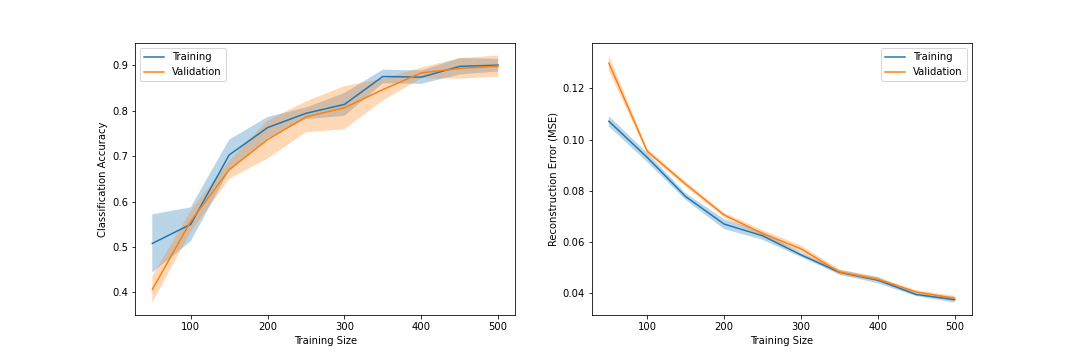 Training
Validation
0.9
0.8
0.7
0.6
0.5
0.4
Classification Accuracy
100
200
300
400
500
Training Size
Training
Validation
0.12
0.10
0.08
0.06
0.04
Reconstruction Error (MSE)
100
200
300
400
500
Training Size